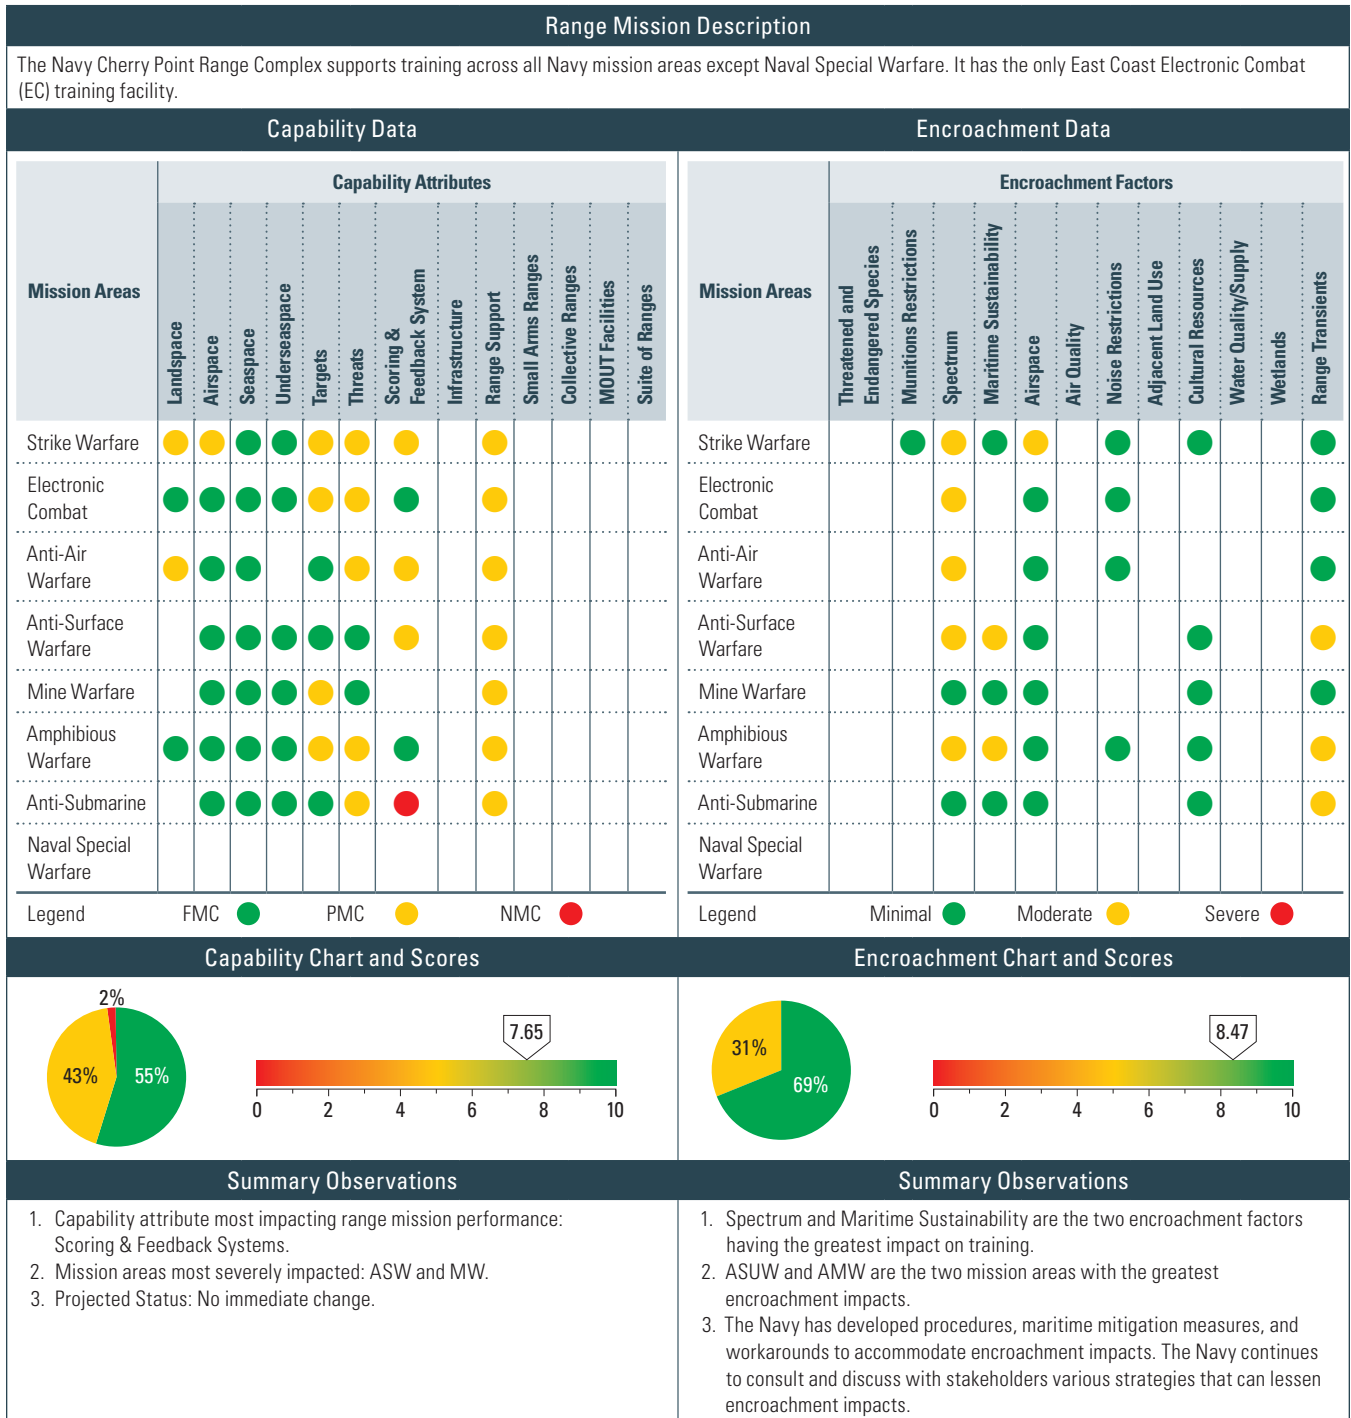 Range Mission Description
The Navy Cherry Point Range Complex supports training across all Navy mission areas except Naval Special Warfare. It has the only East Coast Electronic Combat
(EC) training facility.
Capability Data
Mission Areas
Capability Attributes
Landspace
Airspace
Seaspace
Underseaspace
Targets
Threats
Scoring &
Feedback System
Infrastructure
Range Support
Small Arms Ranges
Collective Ranges
MOUT Facilities
Suite of Ranges
Strike Warfare
Electronic
Combat
Anti-Air
Warfare
Anti-Surface
Warfare
Mine Warfare
Amphibious
Warfare
Anti-Submarine
Naval Special
Warfare
Legend FMC PMC NMC
Encroachment Data
Mission Areas
Encroachment Factors
Threatened and
Endangered Species
Munitions Restrictions
Spectrum
Maritime Sustainability
Airspace
Air Quality
Noise Restrictions
Adjacent Land Use
Cultural Resources
Water Quality/Supply
Wetlands
Range Transients
Strike Warfare
Electronic
Combat
Anti-Air
Warfare
Anti-Surface
Warfare
Mine Warfare
Amphibious
Warfare
Anti-Submarine
Naval Special
Warfare
Legend Minimal Moderate Severe
Capability Chart and Scores
2%
43%
55%
7.65
0 2 4 6 8 10
Encroachment Chart and Scores
31%
69%
8.47
0 2 4 6 8 10
Summary Observations
1. Capability attribute most impacting range mission performance:
Scoring & Feedback Systems.
2. Mission areas most severely impacted: ASW and MW.
3. Projected Status: No immediate change.
Summary Observations
1. Spectrum and Maritime Sustainability are the two encroachment factors
having the greatest impact on training.
2. ASUW and AMW are the two mission areas with the greatest
encroachment impacts.
3. The Navy has developed procedures, maritime mitigation measures, and
workarounds to accommodate encroachment impacts. The Navy continues
to consult and discuss with stakeholders various strategies that can lessen
encroachment impacts.